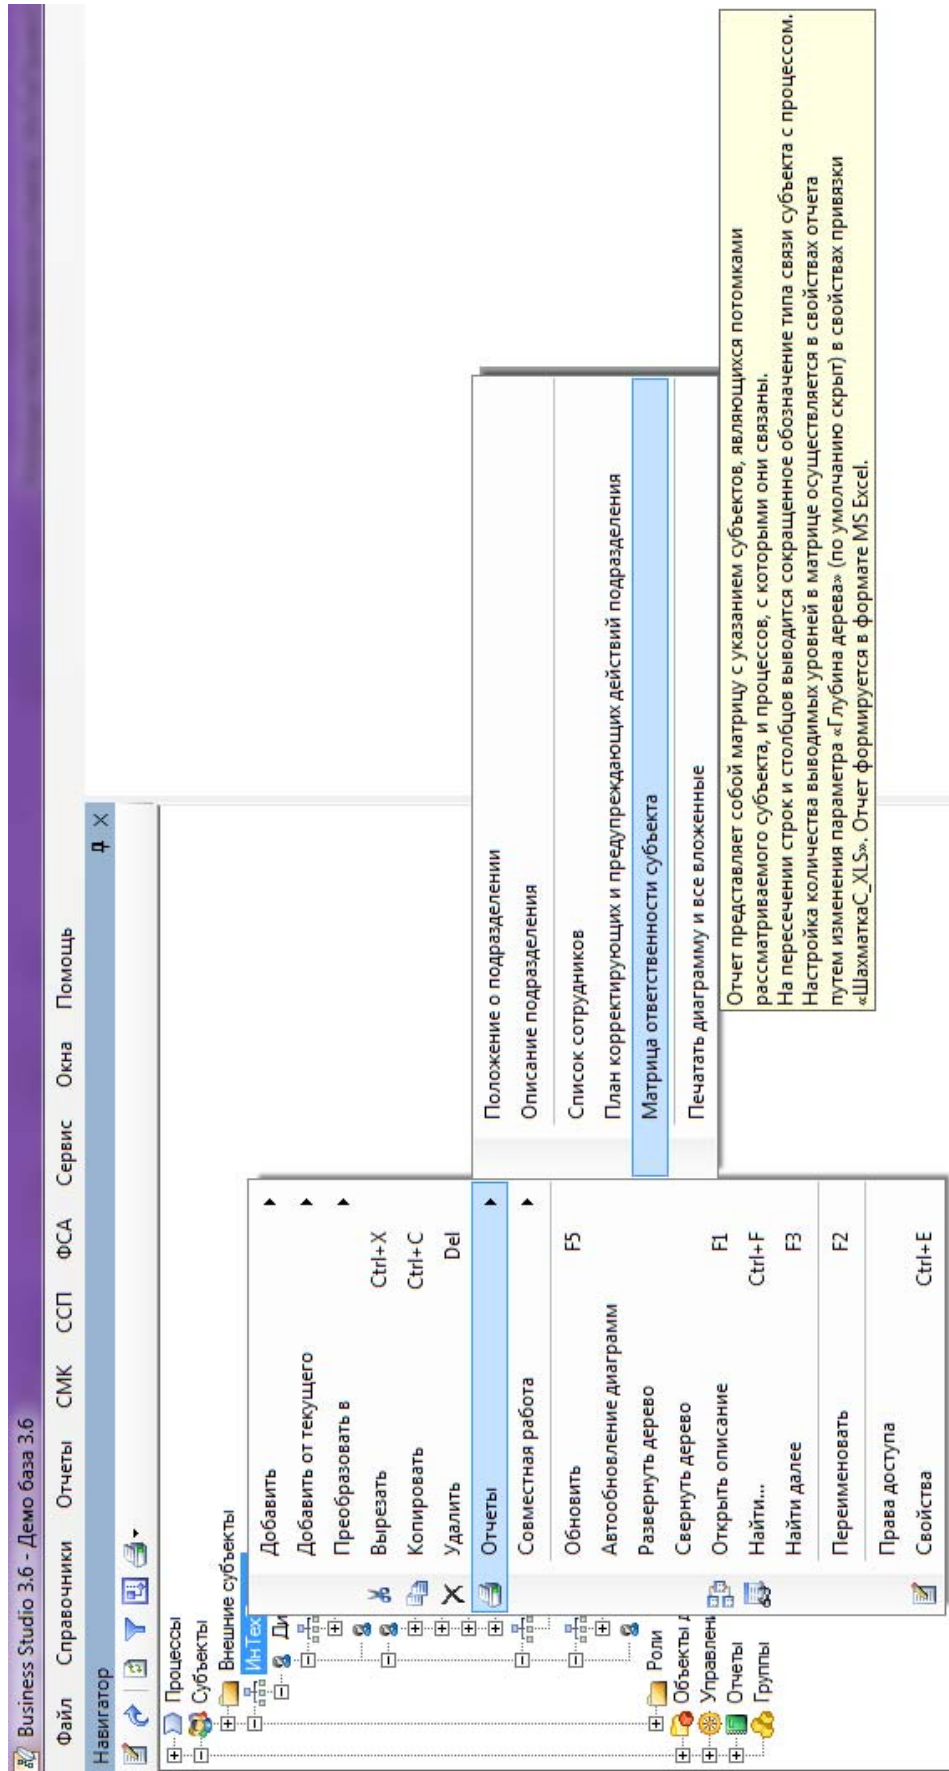 Business Studio 3.6 - Демо база 3.6
Файл Справочники Отчеты СМК ССП ФСА Сервис Окна Помощь
Навигатор
Процессы
Субъекты
Внешние субъекты
ИнТех
Ди
Роли
Объекты д
Управлени
Отчеты
Группы
Добавить
Добавить от текущего
Преобразовать в
Вырезать Ctrl+X
Копировать Ctrl+C
Удалить Del
Отчеты
Совместная работа
Обновить F5
Автообновление диаграмм
Развернуть дерево
Свернуть дерево
Открыть описание F1
Найти... Ctrl+F
Найти далее F3
Переименовать F2
Права доступа
Свойства Ctrl+E
Положение о подразделении
Описание подразделения
Список сотрудников
План корректирующих и предупреждающих действий подразделения
Матрица ответственности субъекта
Печатать диаграмму и все вложенные
Отчет представляет собой матрицу с указанием субъектов, являющихся потомками
рассматриваемого субъекта, и процессов, с которыми они связаны.
На пересечении строк и столбцов выводится сокращенное обозначение типа связи субъекта с процессом.
Настройка количества выводимых уровней в матрице осуществляется в свойствах отчета
путем изменения параметра «Глубина дерева» (по умолчанию скрыт) в свойствах привязки
«ШахматкаС_XLS». Отчет формируется в формате MS Excel.